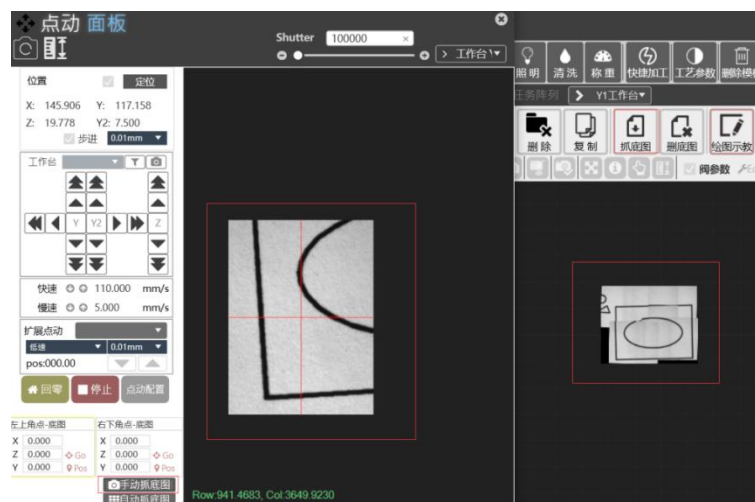 点动 面板
Shutter 100000 ×
工作台 Y
位置
定位
X: 145.906 Y: 117.158
Z: 19.778 Y2: 7.500
步进 0.01mm
工作台
Y Y2 Z
快速 110.000 mm/s
慢速 5.000 mm/s
扩展点动
低速 0.01mm
pos:000.00
回零 停止 点动配置
左上角点-底图 右下角点-底图
X 0.000 X 0.000
Z 0.000 Go Z 0.000 Go
Y 0.000 Pos Y 0.000 Pos
手动抓底图
自动抓底图
Row:941.4683, Col:3649.9230
照明 清洗 称重 快捷加工 工艺参数 删除模
任务阵列 Y1工作台
删除 复制 抓底图 删底图 绘图示教
阀参数